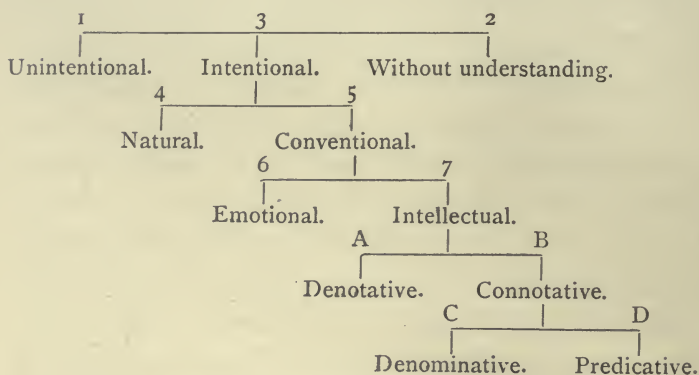 1 3 2
Unintentional. Intentional. Without understanding.
4 5
Natural. Conventional.
6 7
Emotional. Intellectual.
A B
Denotative. Connotative.
C D
Denominative. Predicative.